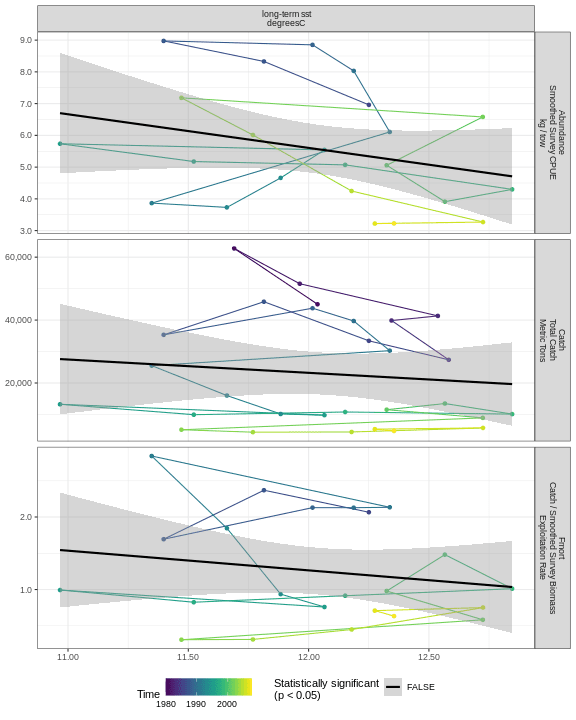 long-term sst
degreesC
9.0
8.0
7.0
6.0
5.0
4.0
3.0
Abundance
Smoothed Survey CPUE
kg / tow
60,000
40,000
20,000
Catch
Total Catch
Metric Tons
2.0
1.0
Fmort
Catch / Smoothed Survey Biomass
Exploitation Rate
11.00
11.50
12.00
12.50
Time
1980
1990
2000
Statistically significant
(p < 0.05)
FALSE